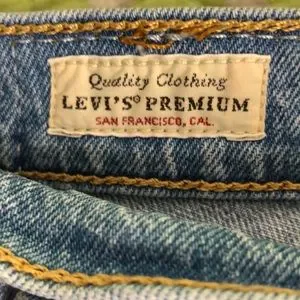 Quality Clothing
LEVI'S® PREMIUM
SAN FRANCISCO, CAL.